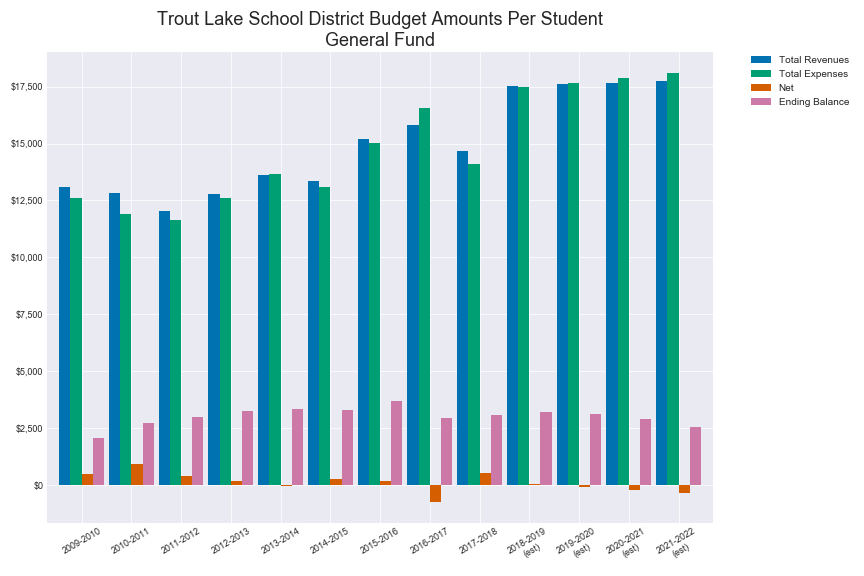 Trout Lake School District Budget Amounts Per Student
General Fund
Total Revenues
Total Expenses
Net
Ending Balance
$17,500
$15,000
$12,500
$10,000
$7,500
$5,000
$2,500
$0
2009-2010
2010-2011
2011-2012
2012-2013
2013-2014
2014-2015
2015-2016
2016-2017
2017-2018
2018-2019
(est)
2019-2020
(est)
2020-2021
(est)
2021-2022
(est)